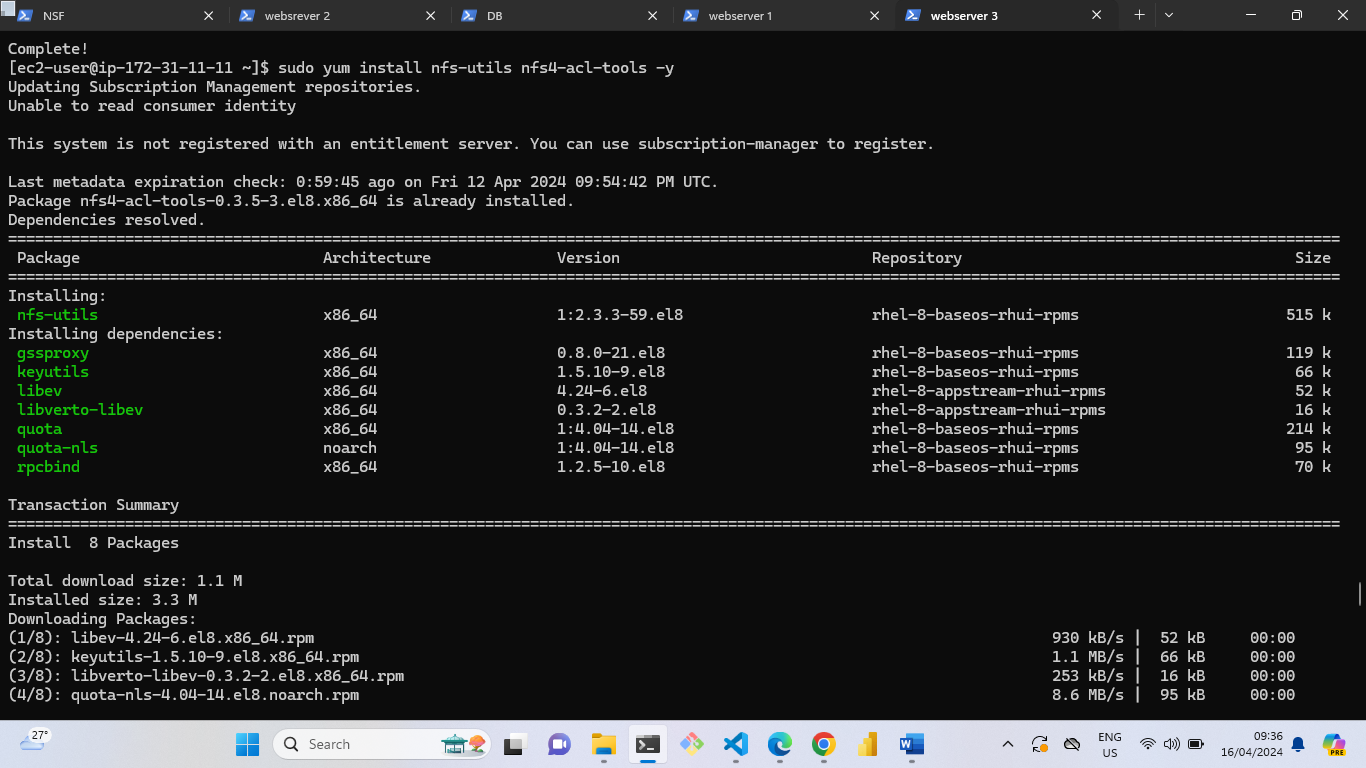 NSF
websrever 2
DB
webserver 1
webserver 3
Complete!
[ec2-user@ip-172-31-11-11 ~]$ sudo yum install nfs-utils nfs4-acl-tools -y
Updating Subscription Management repositories.
Unable to read consumer identity
This system is not registered with an entitlement server. You can use subscription-manager to register.
Last metadata expiration check: 0:59:45 ago on Fri 12 Apr 2024 09:54:42 PM UTC.
Package nfs4-acl-tools-0.3.5-3.el8.x86_64 is already installed.
Dependencies resolved.
Package Architecture Version Repository Size
Installing:
nfs-utils x86_64 1:2.3.3-59.el8 rhel-8-baseos-rhui-rpms 515 k
Installing dependencies:
gssproxy x86_64 0.8.0-21.el8 rhel-8-baseos-rhui-rpms 119 k
keyutils x86_64 1.5.10-9.el8 rhel-8-baseos-rhui-rpms 66 k
libev x86_64 4.24-6.el8 rhel-8-appstream-rhui-rpms 52 k
libverto-libev x86_64 0.3.2-2.el8 rhel-8-appstream-rhui-rpms 16 k
quota x86_64 1:4.04-14.el8 rhel-8-baseos-rhui-rpms 214 k
quota-nls noarch 1:4.04-14.el8 rhel-8-baseos-rhui-rpms 95 k
rpcbind x86_64 1.2.5-10.el8 rhel-8-baseos-rhui-rpms 70 k
Transaction Summary
Install 8 Packages
Total download size: 1.1 M
Installed size: 3.3 M
Downloading Packages:
(1/8): libev-4.24-6.el8.x86_64.rpm 930 kB/s | 52 kB 00:00
(2/8): keyutils-1.5.10-9.el8.x86_64.rpm 1.1 MB/s | 66 kB 00:00
(3/8): libverto-libev-0.3.2-2.el8.x86_64.rpm 253 kB/s | 16 kB 00:00
(4/8): quota-nls-4.04-14.el8.noarch.rpm 8.6 MB/s | 95 kB 00:00
27°
Search
ENG
US
09:36
16/04/2024
PRE